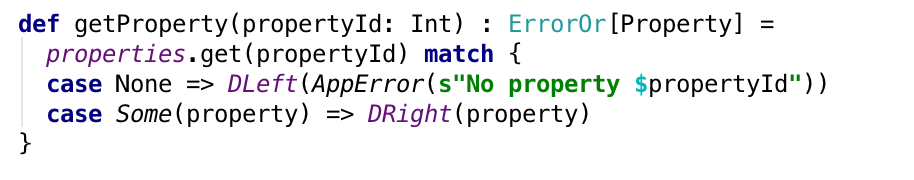 def getProperty(propertyId: Int) : ErrorOr[Property] =
  properties.get(propertyId) match {
  case None => DLeft(AppError(s"No property $propertyId"))
  case Some(property) => DRight(property)
}